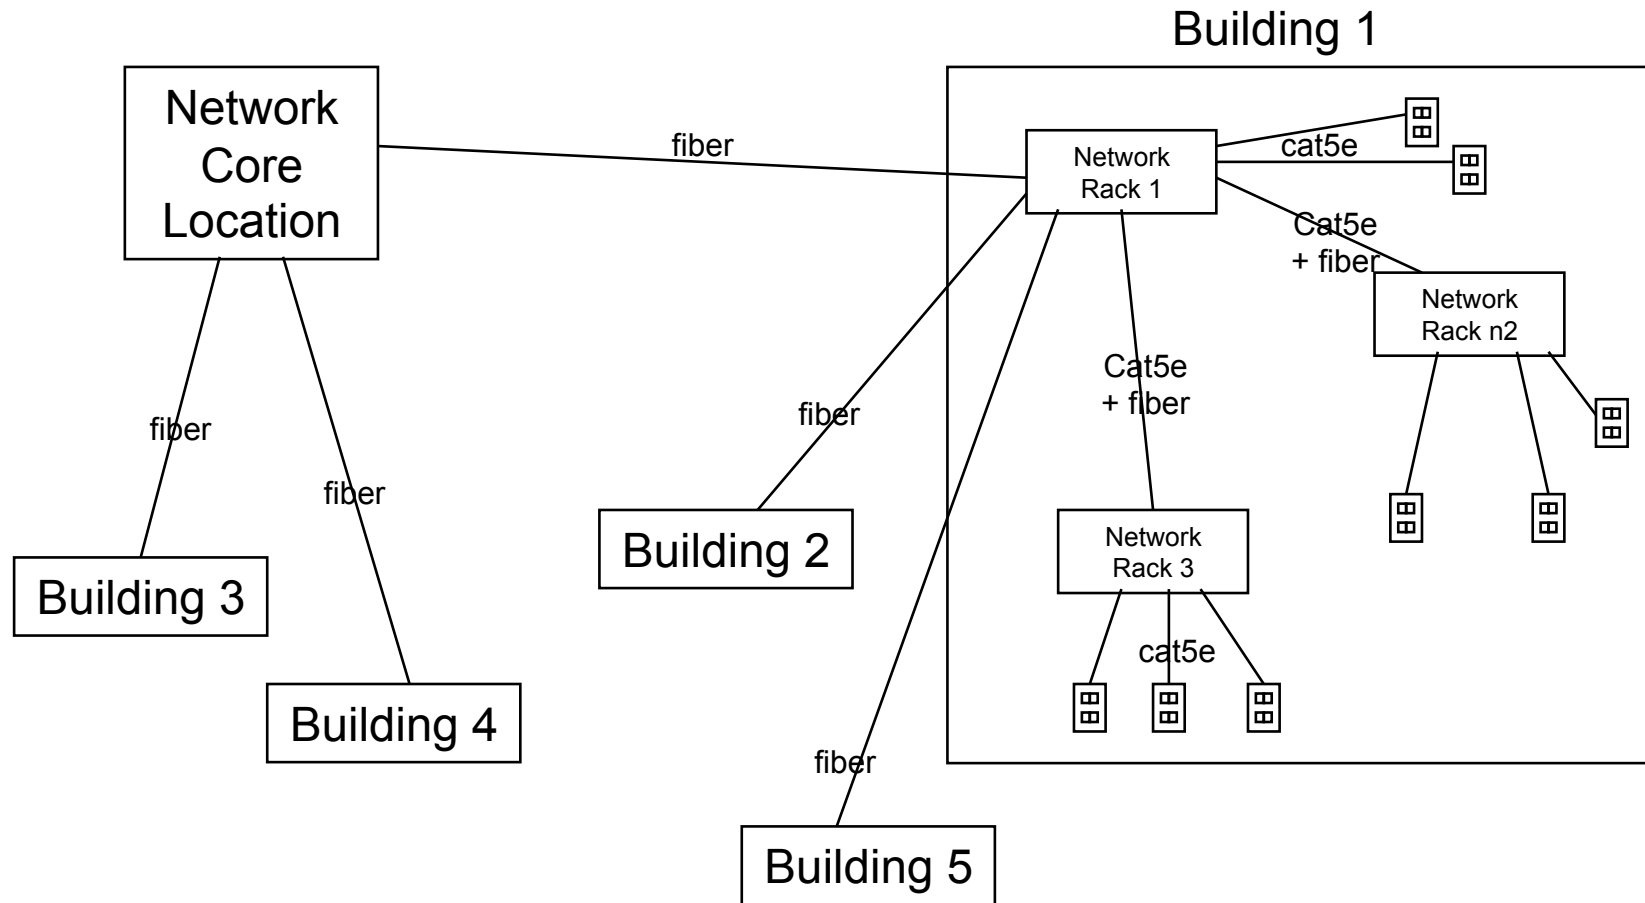 Building 1
Network
Core
Location
fiber
Network
Rack 1
cat5e
Cat5e
+ fiber
Network
Rack n2
Cat5e
+ fiber
fiber
fiber
fiber
Building 2
Network
Rack 3
Building 3
cat5e
Building 4
fiber
Building 5